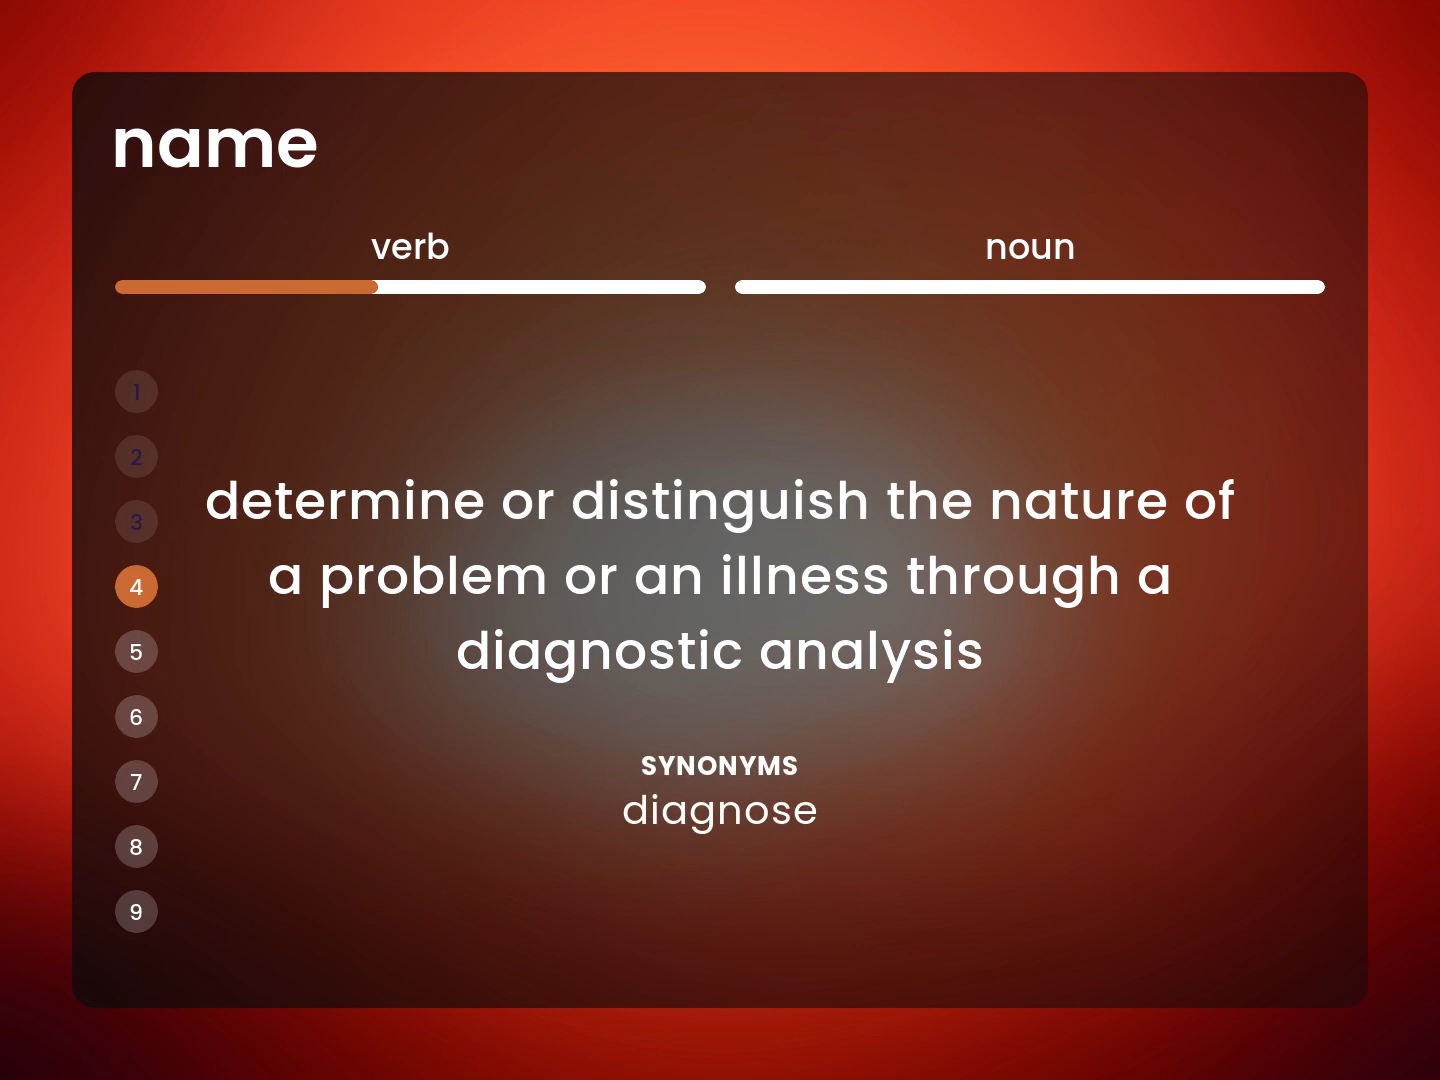 name
verb
noun
1
2
3
4
5
6
7
8
9
determine or distinguish the nature of
a problem or an illness through a
diagnostic analysis
SYNONYMS
diagnose